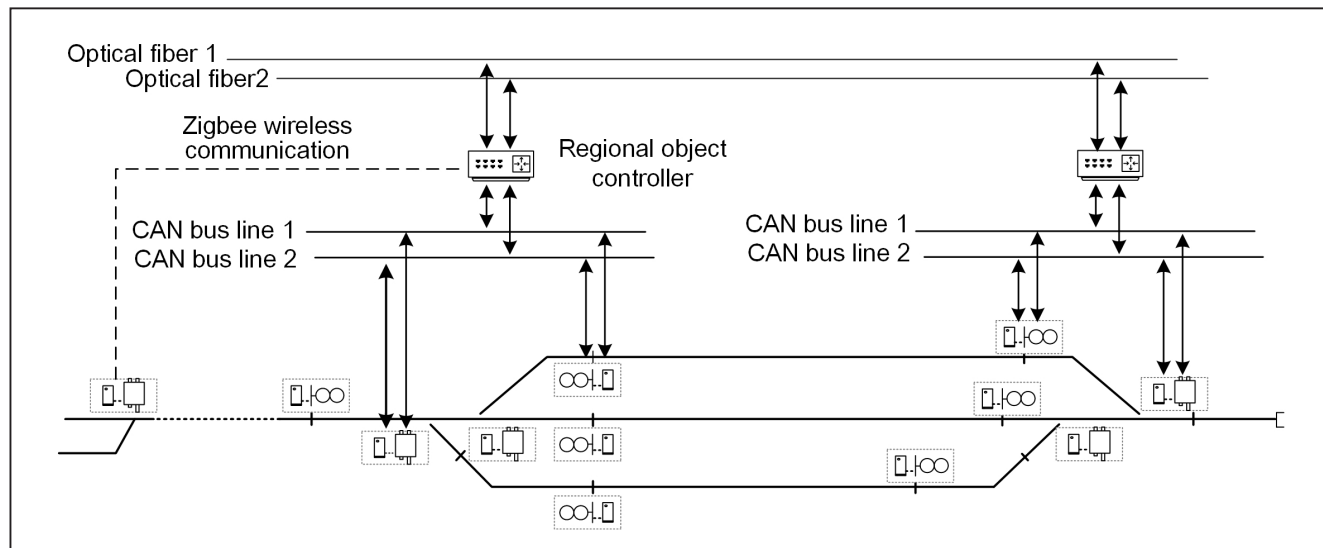 Optical fiber 1
Optical fiber2
Zigbee wireless
communication
Regional object
controller
CAN bus line 1
CAN bus line 2
CAN bus line 1
CAN bus line 2